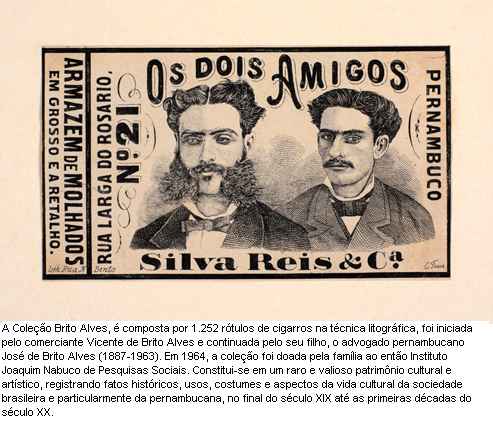 OS DOIS AMIGOS
ARMAZEM DE MOLHADOS
EM GROSSO E A RETALHO.
RUA LARGA DO ROSARIO,
Nº 21
PERNAMBUCO
Silva Reis & Cª
A Coleção Brito Alves, é composta por 1.252 rótulos de cigarros na técnica litográfica, foi iniciada
pelo comerciante Vicente de Brito Alves e continuada pelo seu filho, o advogado pernambucano
José de Brito Alves (1887-1963). Em 1964, a coleção foi doada pela família ao então Instituto
Joaquim Nabuco de Pesquisas Sociais. Constitui-se em um raro e valioso patrimônio cultural e
artístico, registrando fatos históricos, usos, costumes e aspectos da vida cultural da sociedade
brasileira e particularmente da pernambucana, no final do século XIX até as primeiras décadas do
século XX.